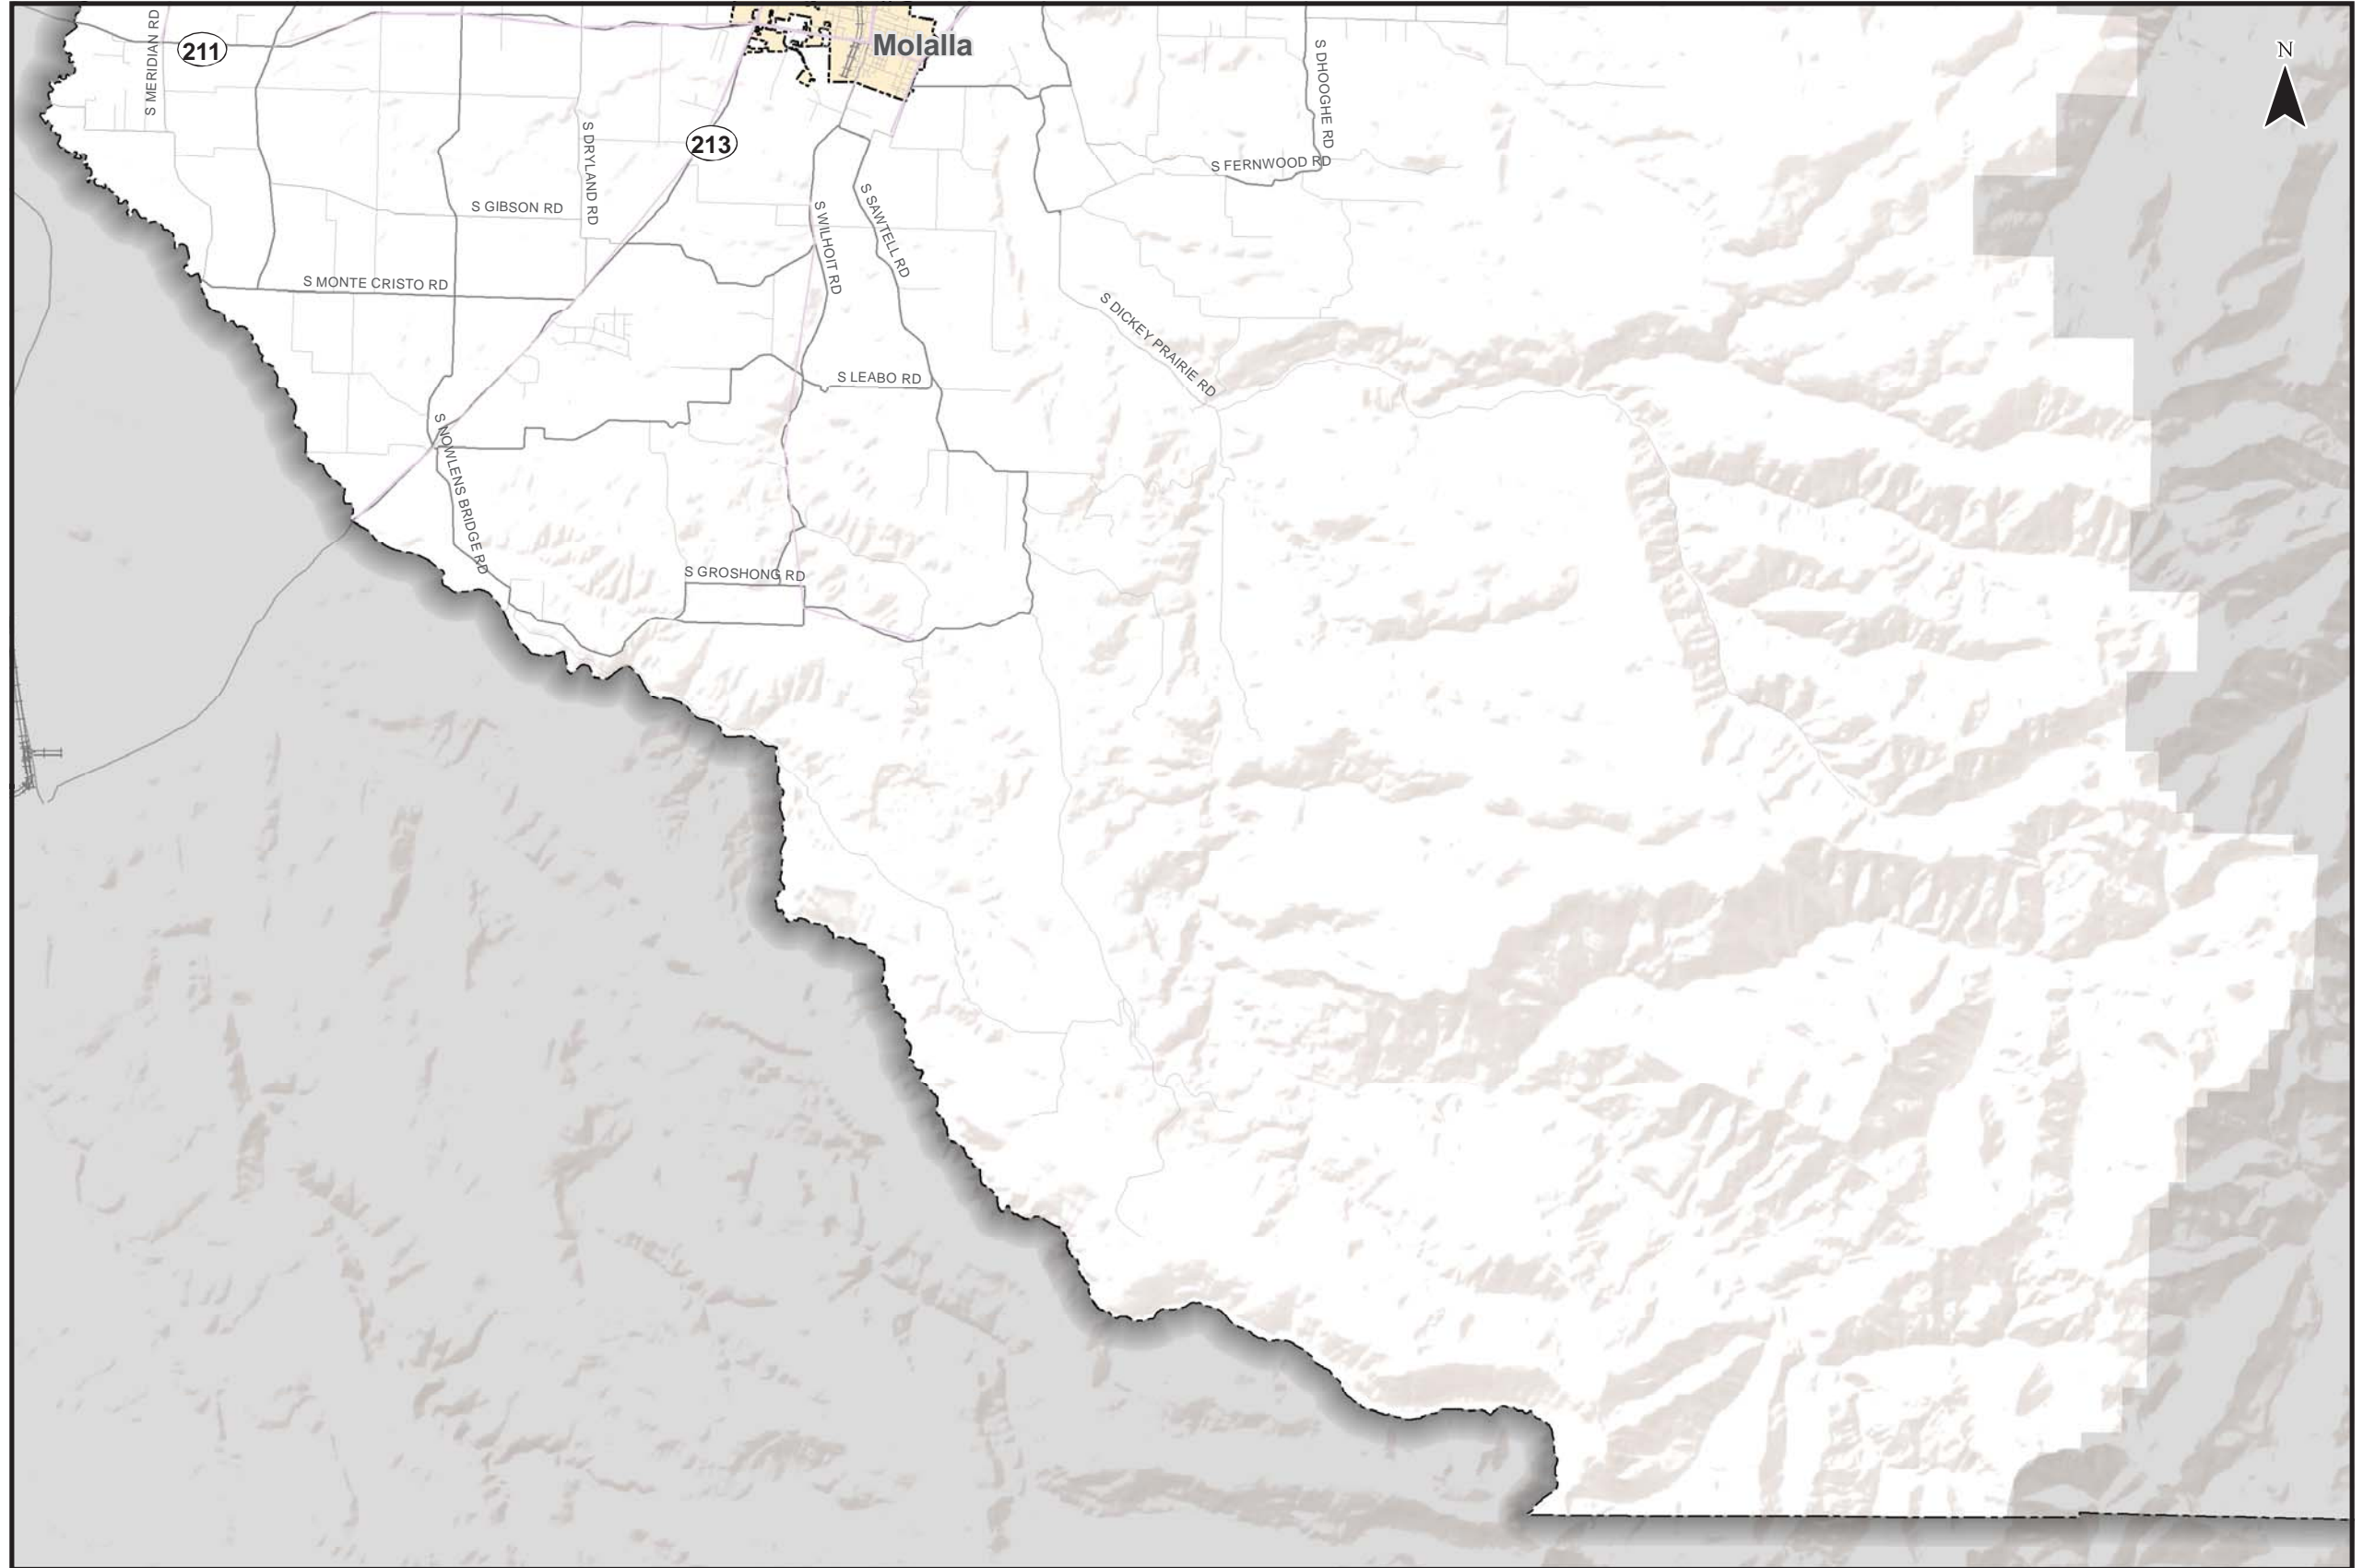 Molalla
N
211
S MERIDIAN RD
S DHOOGHE RD
213
S DRYLAND RD
S FERNWOOD RD
S GIBSON RD
S WILHOIT RD
S SAWTELL RD
S MONTE CRISTO RD
S DICKEY PRAIRIE RD
S LEABO RD
S NOWLENS BRIDGE RD
S GROSHONG RD